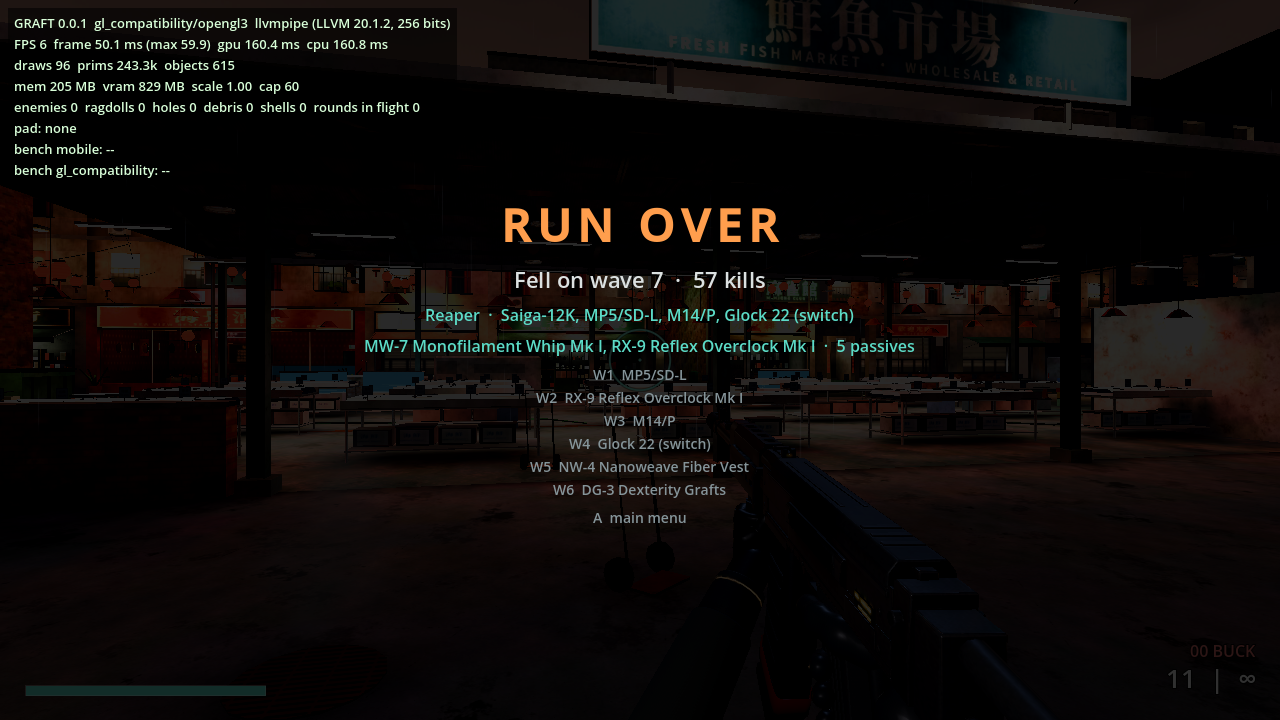 GRAFT 0.0.1  gl_compatibility/opengl3  llvmpipe (LLVM 20.1.2, 256 bits)
FPS 6  frame 50.1 ms (max 59.9)  gpu 160.4 ms  cpu 160.8 ms
draws 96  prims 243.3k  objects 615
mem 205 MB  vram 829 MB  scale 1.00  cap 60
enemies 0  ragdolls 0  holes 0  debris 0  shells 0  rounds in flight 0
pad: none
bench mobile: --
bench gl_compatibility: --
鮮魚市場
FRESH FISH MARKET · WHOLESALE & RETAIL
RUN OVER
Fell on wave 7 · 57 kills
Reaper · Saiga-12K, MP5/SD-L, M14/P, Glock 22 (switch)
MW-7 Monofilament Whip Mk I, RX-9 Reflex Overclock Mk I · 5 passives
W1 MP5/SD-L
W2 RX-9 Reflex Overclock Mk I
W3 M14/P
W4 Glock 22 (switch)
W5 NW-4 Nanoweave Fiber Vest
W6 DG-3 Dexterity Grafts
A main menu
00 BUCK
11 | ∞